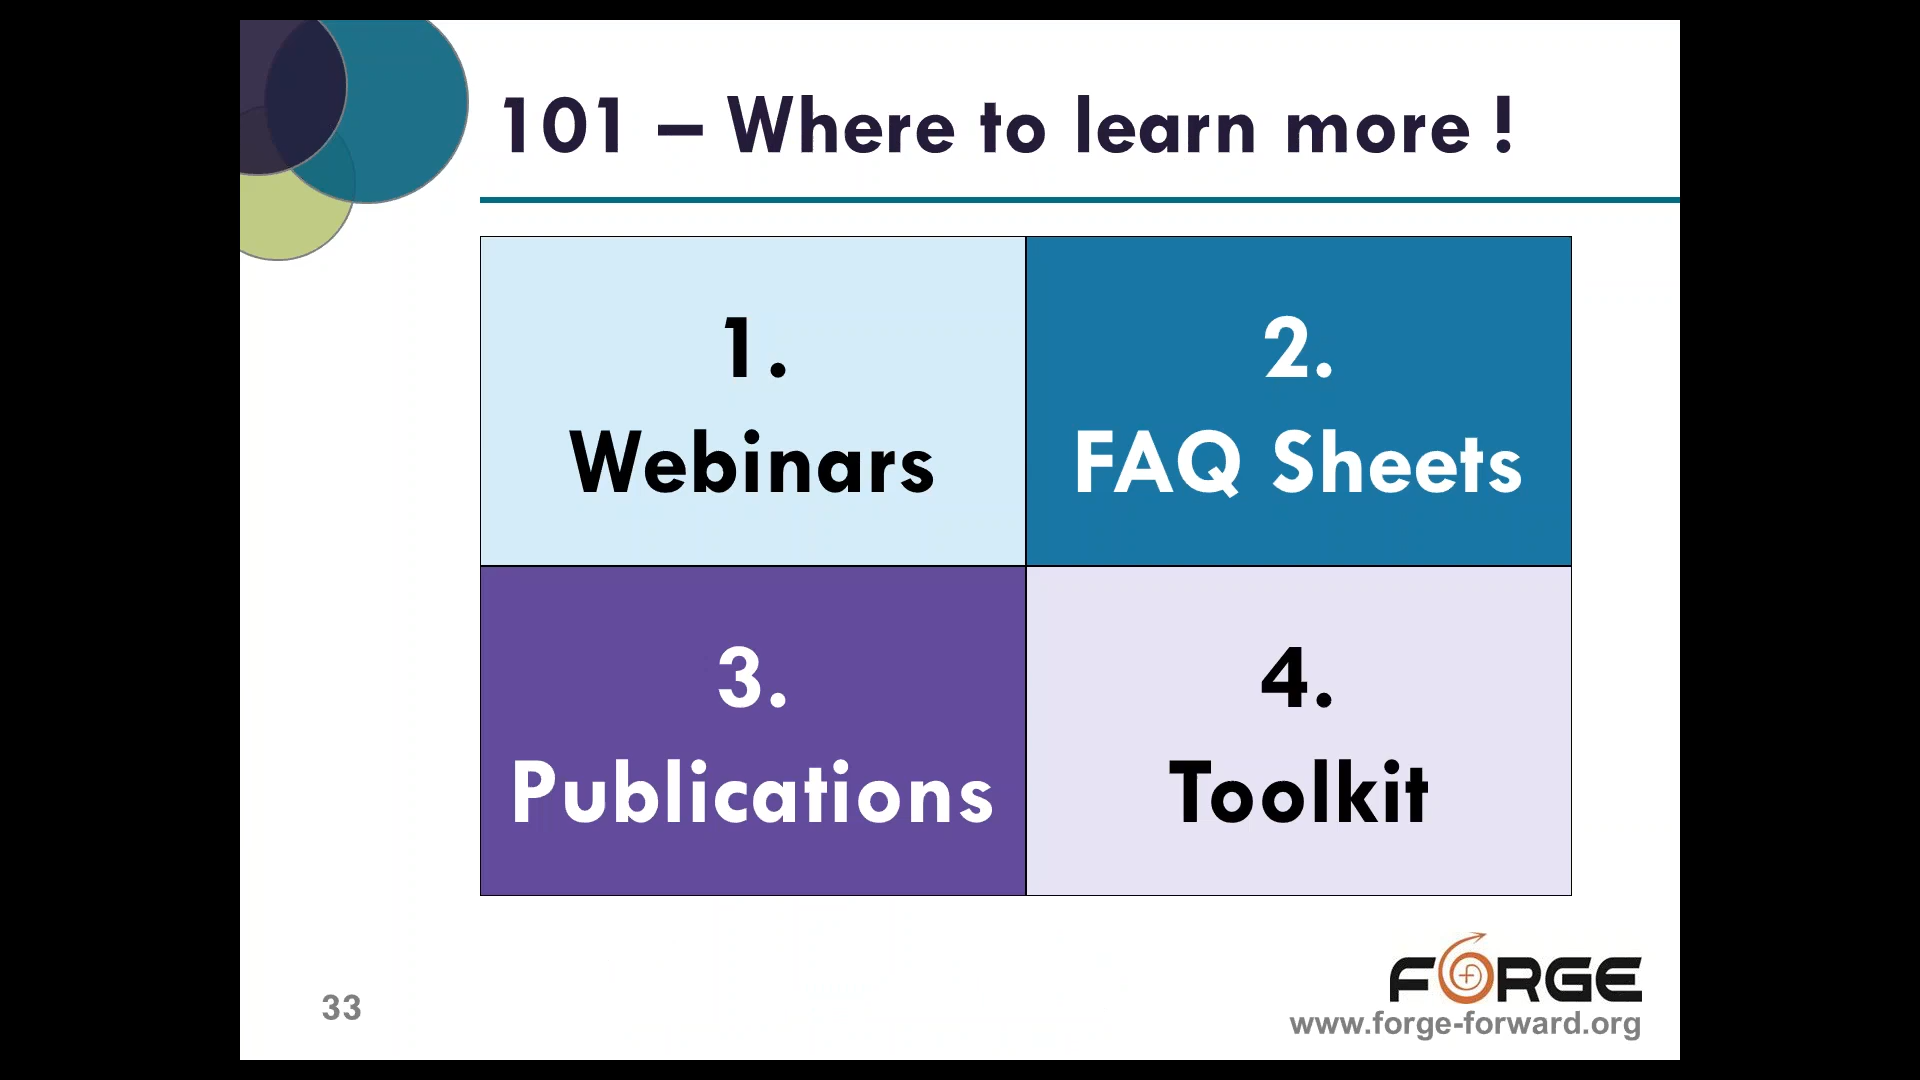 101 – Where to learn more !
1.
Webinars
2.
FAQ Sheets
3.
Publications
4.
Toolkit
FORGE
www.forge-forward.org
33